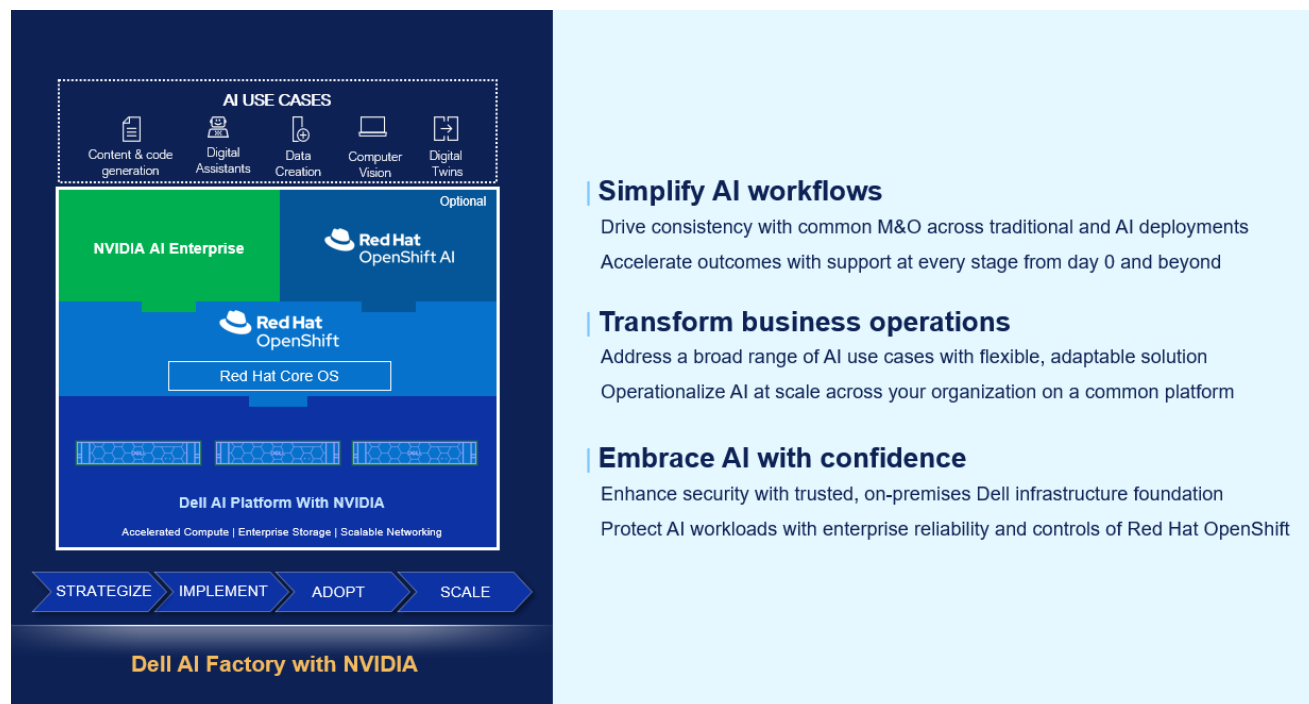 AI USE CASES
Content & code
generation
Digital
Assistants
Data
Creation
Computer
Vision
Digital
Twins
NVIDIA AI Enterprise
Optional
Red Hat
OpenShift AI
Red Hat
OpenShift
Red Hat Core OS
DELL
DELL
DELL
Dell AI Platform With NVIDIA
Accelerated Compute | Enterprise Storage | Scalable Networking
STRATEGIZE
IMPLEMENT
ADOPT
SCALE
Dell AI Factory with NVIDIA
Simplify AI workflows
Drive consistency with common M&O across traditional and AI deployments
Accelerate outcomes with support at every stage from day 0 and beyond
Transform business operations
Address a broad range of AI use cases with flexible, adaptable solution
Operationalize AI at scale across your organization on a common platform
Embrace AI with confidence
Enhance security with trusted, on-premises Dell infrastructure foundation
Protect AI workloads with enterprise reliability and controls of Red Hat OpenShift